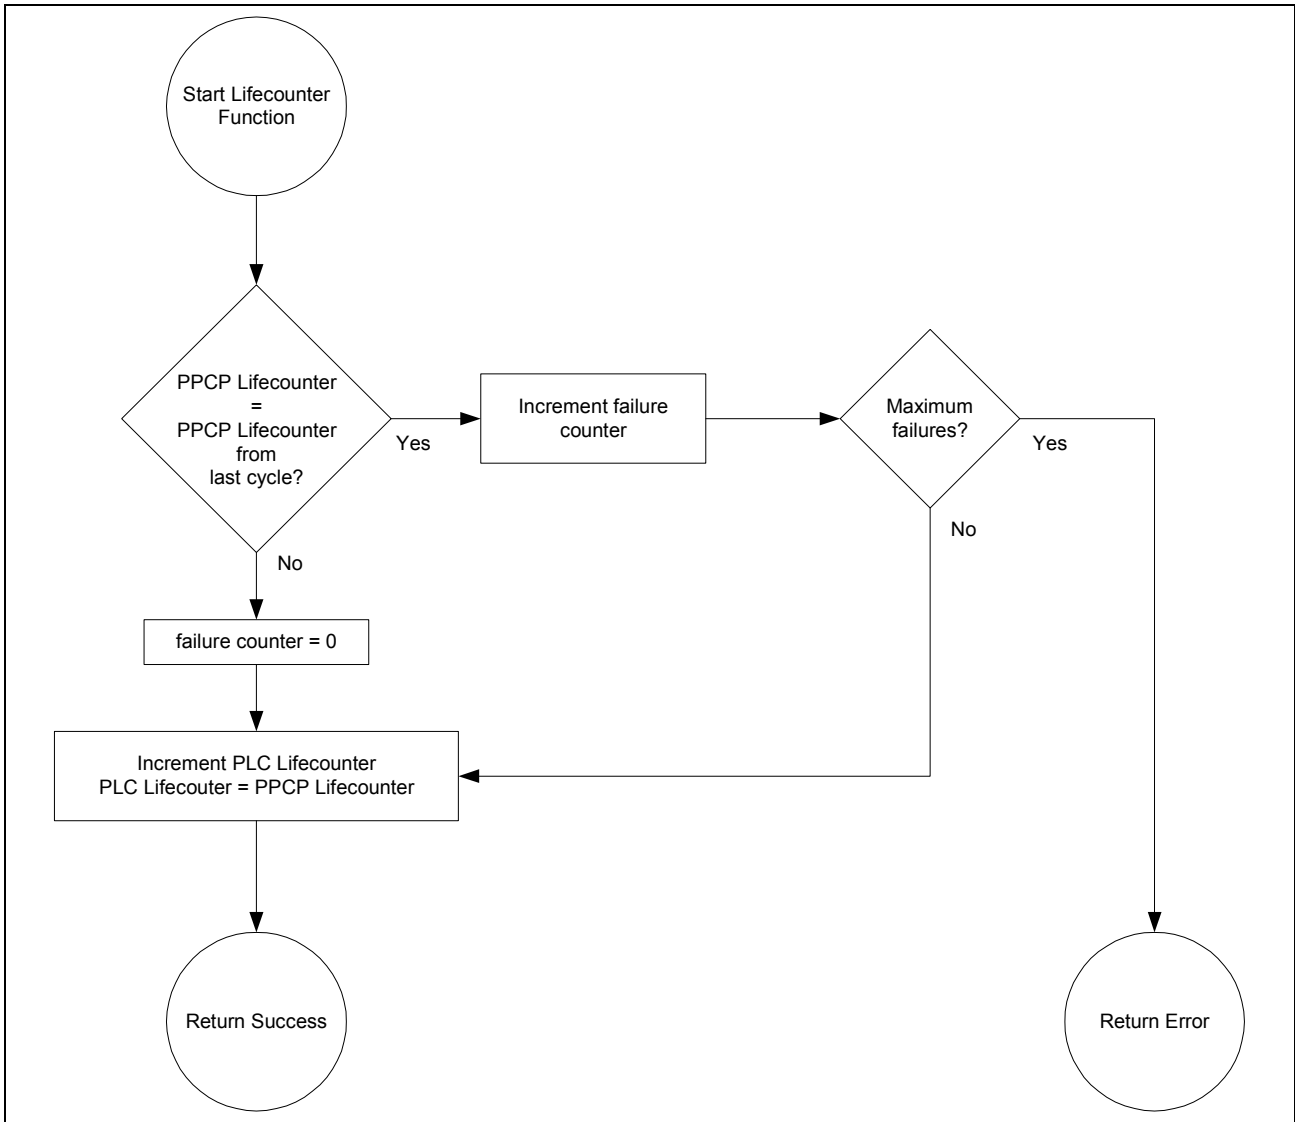 Start Lifecounter
Function
PPCP Lifecounter
=
PPCP Lifecounter
from
last cycle?
Yes
Increment failure
counter
Maximum
failures?
Yes
No
No
failure counter = 0
Increment PLC Lifecounter
PLC Lifecouter = PPCP Lifecounter
Return Success
Return Error